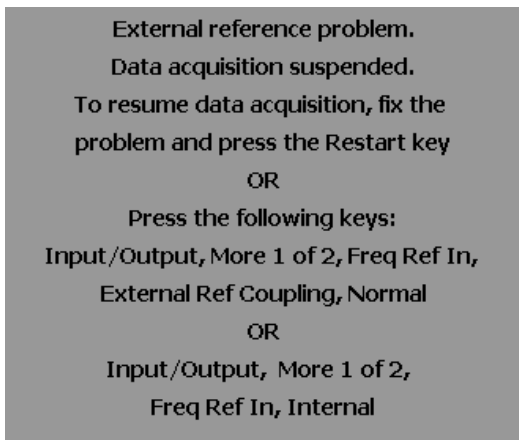 External reference problem.
Data acquisition suspended.
To resume data acquisition, fix the
problem and press the Restart key
OR
Press the following keys:
Input/Output, More 1 of 2, Freq Ref In,
External Ref Coupling, Normal
OR
Input/Output, More 1 of 2,
Freq Ref In, Internal